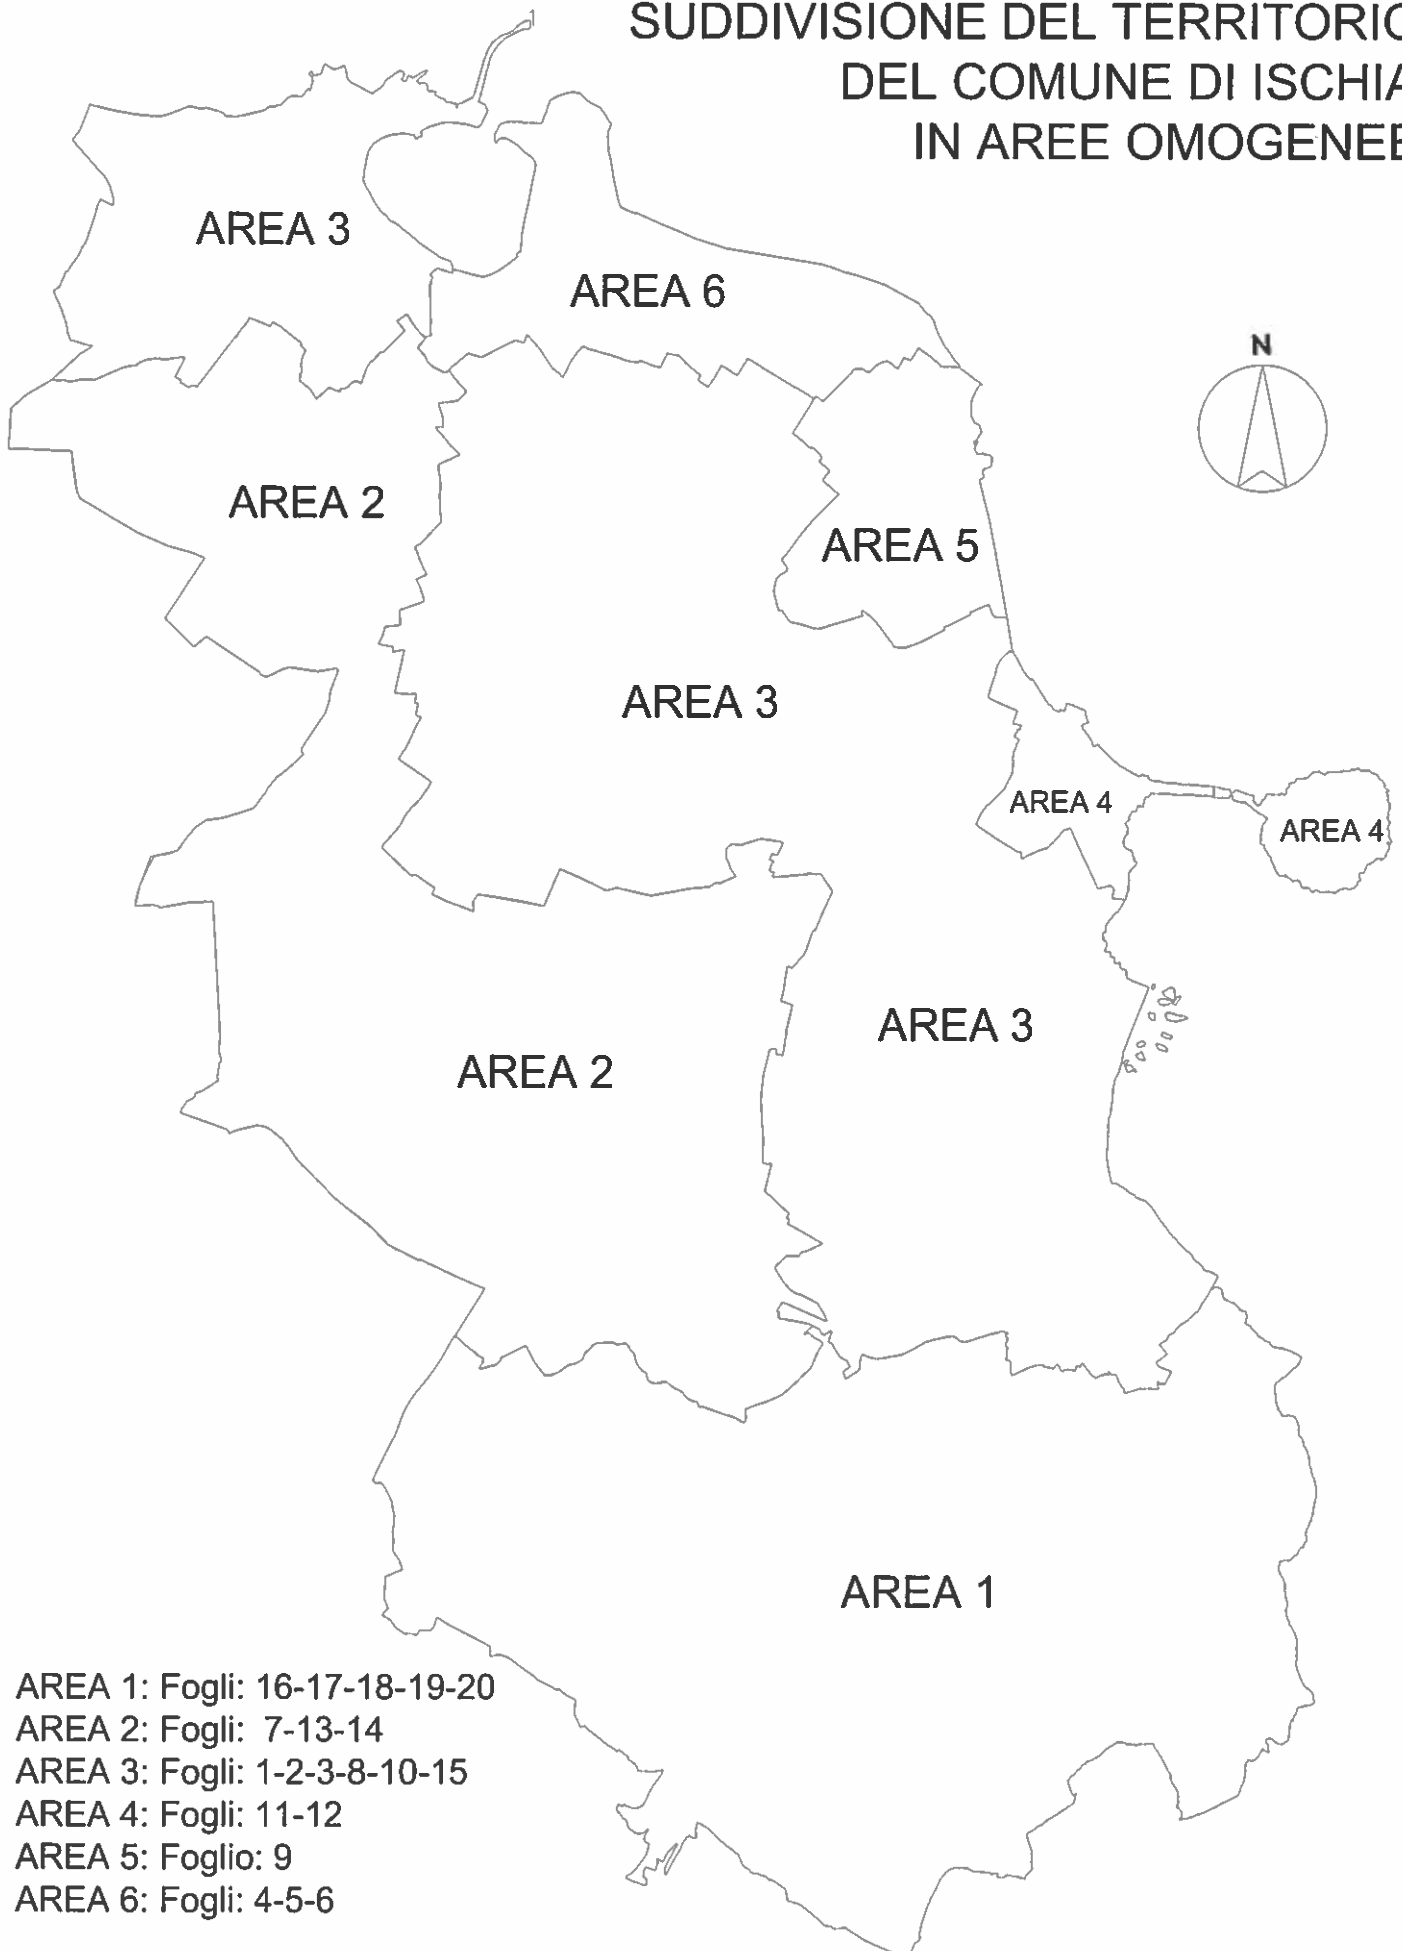 SUDDIVISIONE DEL TERRITORIO
DEL COMUNE DI ISCHIA
IN AREE OMOGENEE
AREA 3
AREA 6
N
AREA 2
AREA 5
AREA 3
AREA 4
AREA 4
AREA 3
AREA 2
AREA 1
AREA 1: Fogli: 16-17-18-19-20
AREA 2: Fogli: 7-13-14
AREA 3: Fogli: 1-2-3-8-10-15
AREA 4: Fogli: 11-12
AREA 5: Foglio: 9
AREA 6: Fogli: 4-5-6